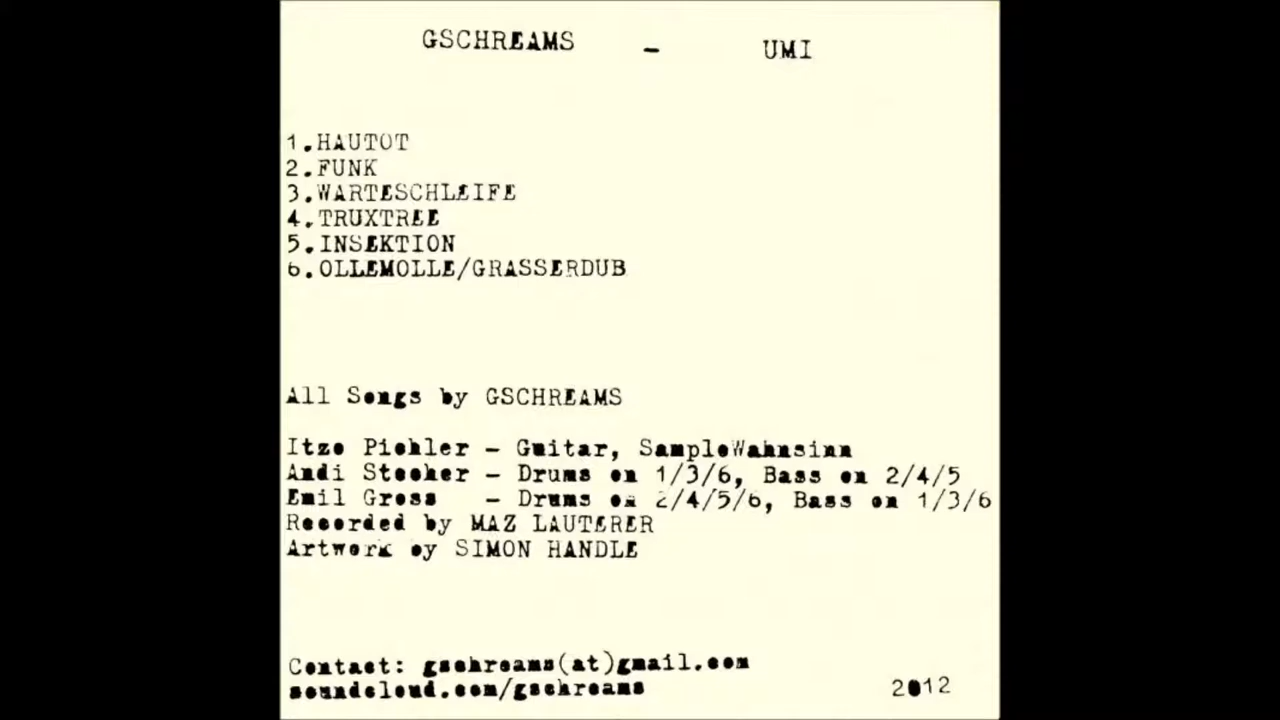 GSCHREAMS - UMI
1.HAUTOT
2.FUNK
3.WARTESCHLEIFE
4.TRUXTREE
5.INSEKTION
6.OLLEMOLLE/GRASSERDUB
All Songs by GSCHREAMS
Itzo Pichler - Guitar, SampleWahnsinn
Andi Stecher - Drums on 1/3/6, Bass on 2/4/5
Emil Gross - Drums on 2/4/5/6, Bass on 1/3/6
Recorded by MAZ LAUTERER
Artwork by SIMON HANDLE
Contact: gschreams(at)gmail.com
soundcloud.com/gschreams 2012